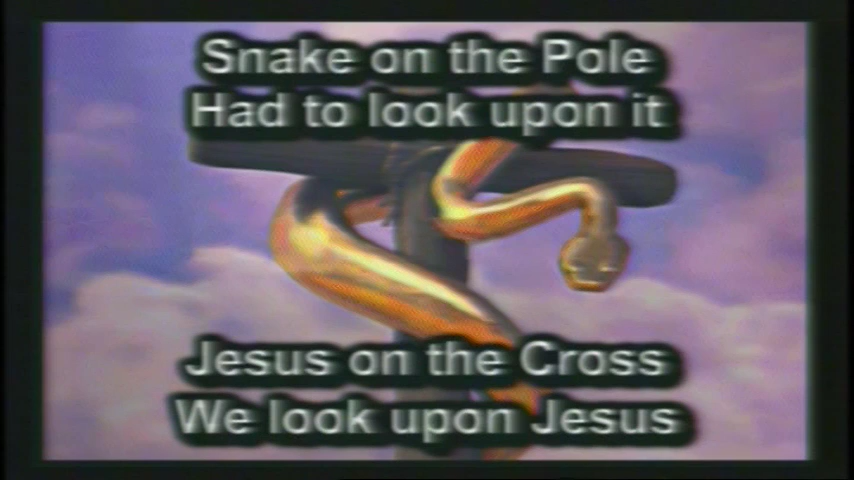 Snake on the Pole
Had to look upon it
Jesus on the Cross
We look upon Jesus